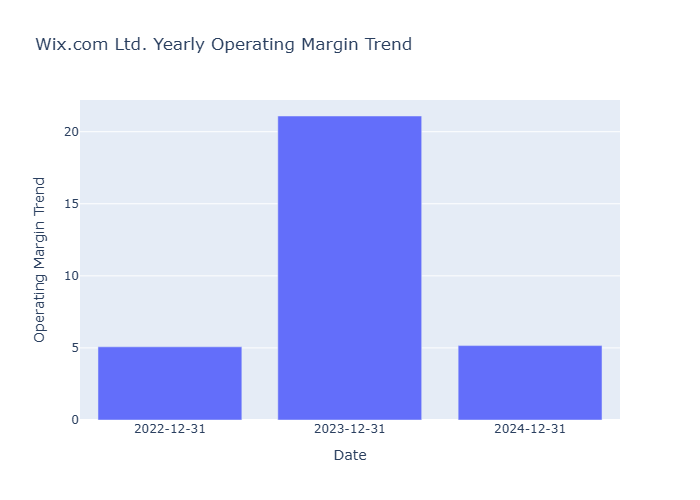 Wix.com Ltd. Yearly Operating Margin Trend
Operating Margin Trend
20
15
10
5
0
2022-12-31
2023-12-31
2024-12-31
Date